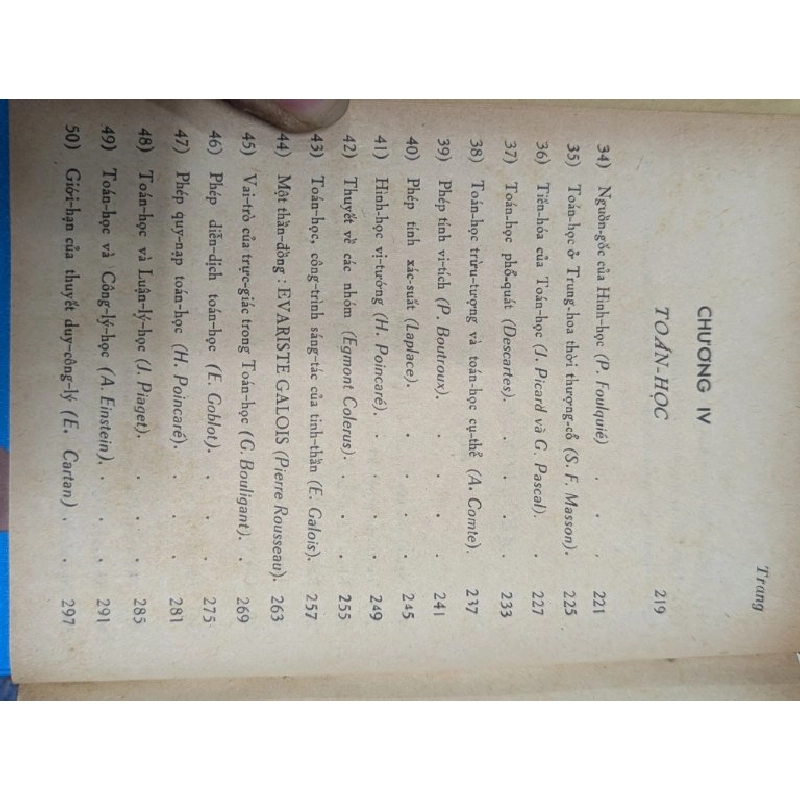 Trang
CHƯƠNG IV
TOÁN-HỌC 219
34) Nguồn-gốc của Hình-học (P. Foulquié) . . . 221
35) Toán-học ở Trung-hoa thời thượng-cổ (S. F. Masson). 225
36) Tiến-hóa của Toán-học (J. Picard và G. Pascal). . 227
37) Toán-học phổ-quát (Descartes). . . . . 233
38) Toán-học trừu-tượng và toán-học cụ-thể (A. Comte). 237
39) Phép tính vi-tích (P. Boutroux). . . . . 241
40) Phép tính xác-suất (Laplace). . . . . 245
41) Hình-học vị-tướng (H. Poincaré). . . . . 249
42) Thuyết về các nhóm (Egmont Colerus). . . . 255
43) Toán-học, công-trình sáng-tác của tinh-thần (E. Galois). 257
44) Một thần-đồng : EVARISTE GALOIS (Pierre Rousseau). 263
45) Vai-trò của trực-giác trong Toán-học (G. Bouligant). . 269
46) Phép diễn-dịch toán-học (E. Goblot). . . . 275
47) Phép quy-nạp toán-học (H. Poincaré). . . . 281
48) Toán-học và Luận-lý-học (J. Piaget). . . . 285
49) Toán-học và Công-lý-học (A. Einstein). . . . 291
50) Giới-hạn của thuyết duy-công-lý (E. Cartan) . . 297